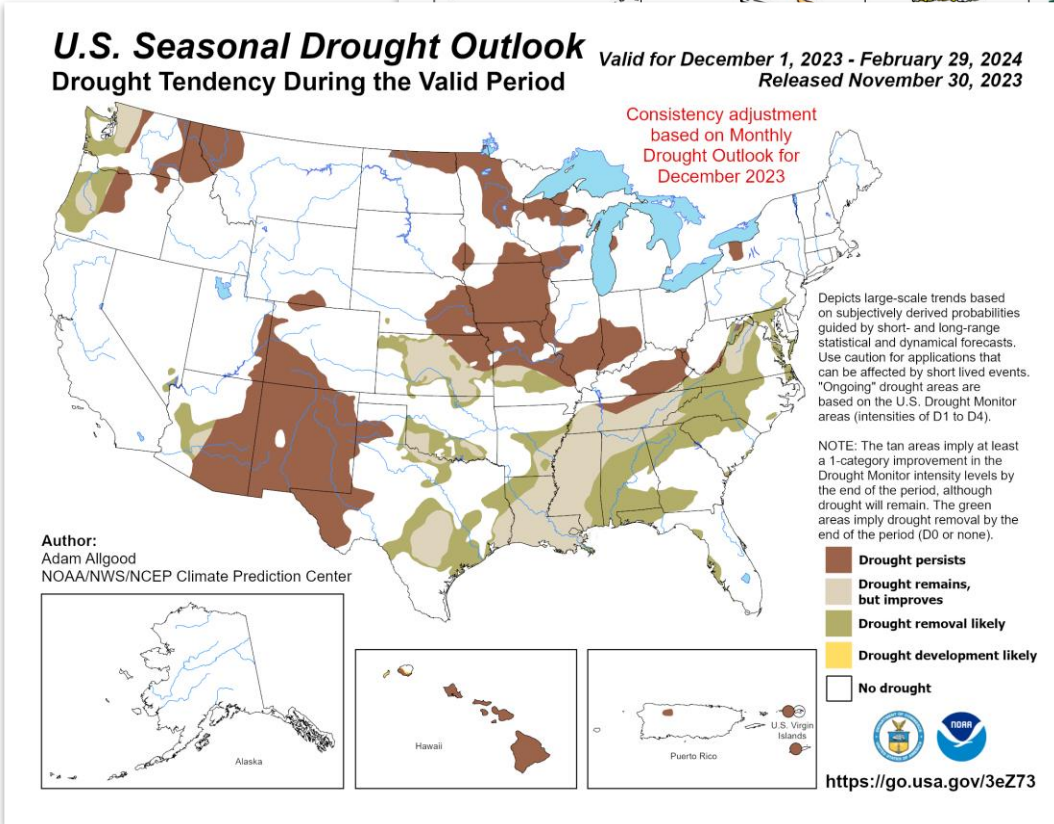 U.S. Seasonal Drought Outlook
Drought Tendency During the Valid Period
Valid for December 1, 2023 - February 29, 2024
Released November 30, 2023
Consistency adjustment
based on Monthly
Drought Outlook for
December 2023
Depicts large-scale trends based
on subjectively derived probabilities
guided by short- and long-range
statistical and dynamical forecasts.
Use caution for applications that
can be affected by short lived events.
"Ongoing" drought areas are
based on the U.S. Drought Monitor
areas (intensities of D1 to D4).
NOTE: The tan areas imply at least
a 1-category improvement in the
Drought Monitor intensity levels by
the end of the period, although
drought will remain. The green
areas imply drought removal by the
end of the period (D0 or none).
Author:
Adam Allgood
NOAA/NWS/NCEP Climate Prediction Center
Drought persists
Drought remains,
but improves
Drought removal likely
Drought development likely
No drought
Alaska
Hawaii
Puerto Rico
U.S. Virgin
Islands
NOAA
https://go.usa.gov/3eZ73